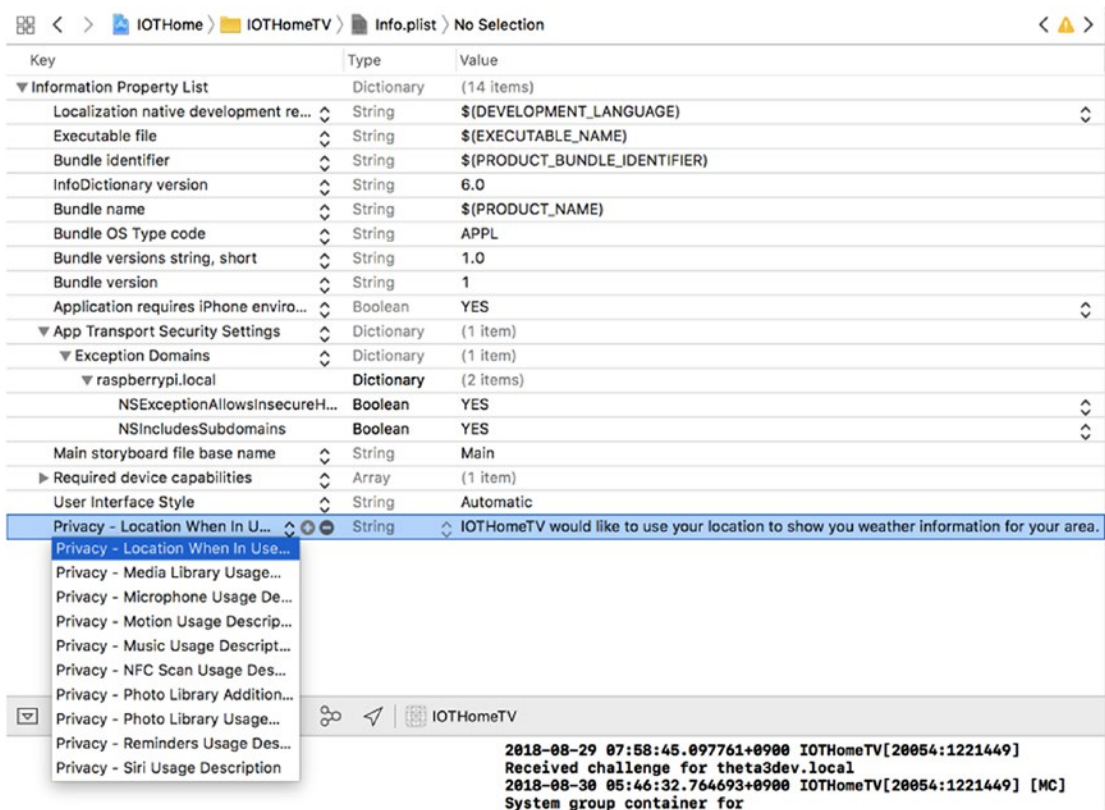 IOTHome IOTHomeTV Info.plist No Selection
Key Type Value
Information Property List Dictionary (14 items)
Localization native development re... String $(DEVELOPMENT_LANGUAGE)
Executable file String $(EXECUTABLE_NAME)
Bundle identifier String $(PRODUCT_BUNDLE_IDENTIFIER)
InfoDictionary version String 6.0
Bundle name String $(PRODUCT_NAME)
Bundle OS Type code String APPL
Bundle versions string, short String 1.0
Bundle version String 1
Application requires iPhone enviro... Boolean YES
App Transport Security Settings Dictionary (1 item)
Exception Domains Dictionary (1 item)
raspberrypi.local Dictionary (2 items)
NSExceptionAllowsInsecureH... Boolean YES
NSIncludesSubdomains Boolean YES
Main storyboard file base name String Main
Required device capabilities Array (1 item)
User Interface Style String Automatic
Privacy - Location When In U... String IOTHomeTV would like to use your location to show you weather information for your area.
Privacy - Location When In Use...
Privacy - Media Library Usage...
Privacy - Microphone Usage De...
Privacy - Motion Usage Descrip...
Privacy - Music Usage Descript...
Privacy - NFC Scan Usage Des...
Privacy - Photo Library Addition...
Privacy - Photo Library Usage...
Privacy - Reminders Usage Des...
Privacy - Siri Usage Description
IOTHomeTV
2018-08-29 07:58:45.097761+0900 IOTHomeTV[20054:1221449]
Received challenge for theta3dev.local
2018-08-30 05:46:32.764693+0900 IOTHomeTV[20054:1221449] [MC]
System group container for